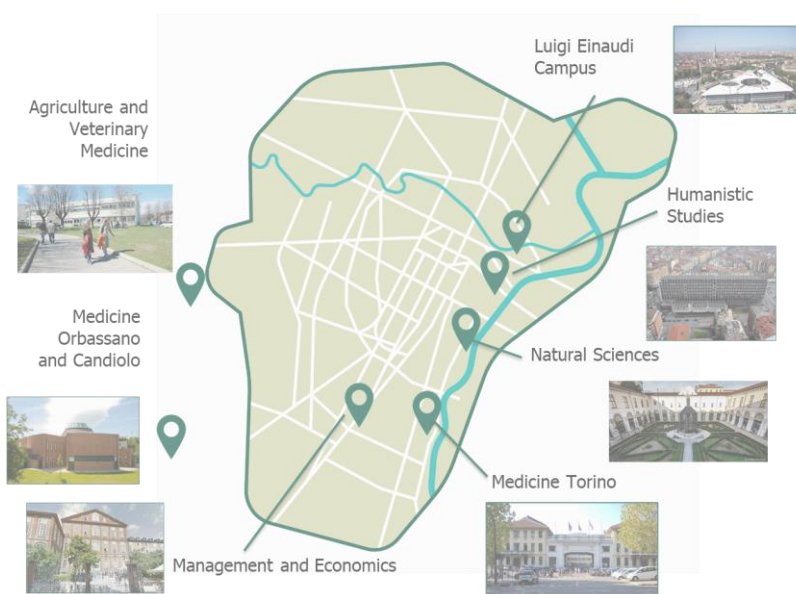 Luigi Einaudi
Campus
Agriculture and
Veterinary
Medicine
Humanistic
Studies
Medicine
Orbassano
and Candiolo
Natural Sciences
Medicine Torino
Management and Economics